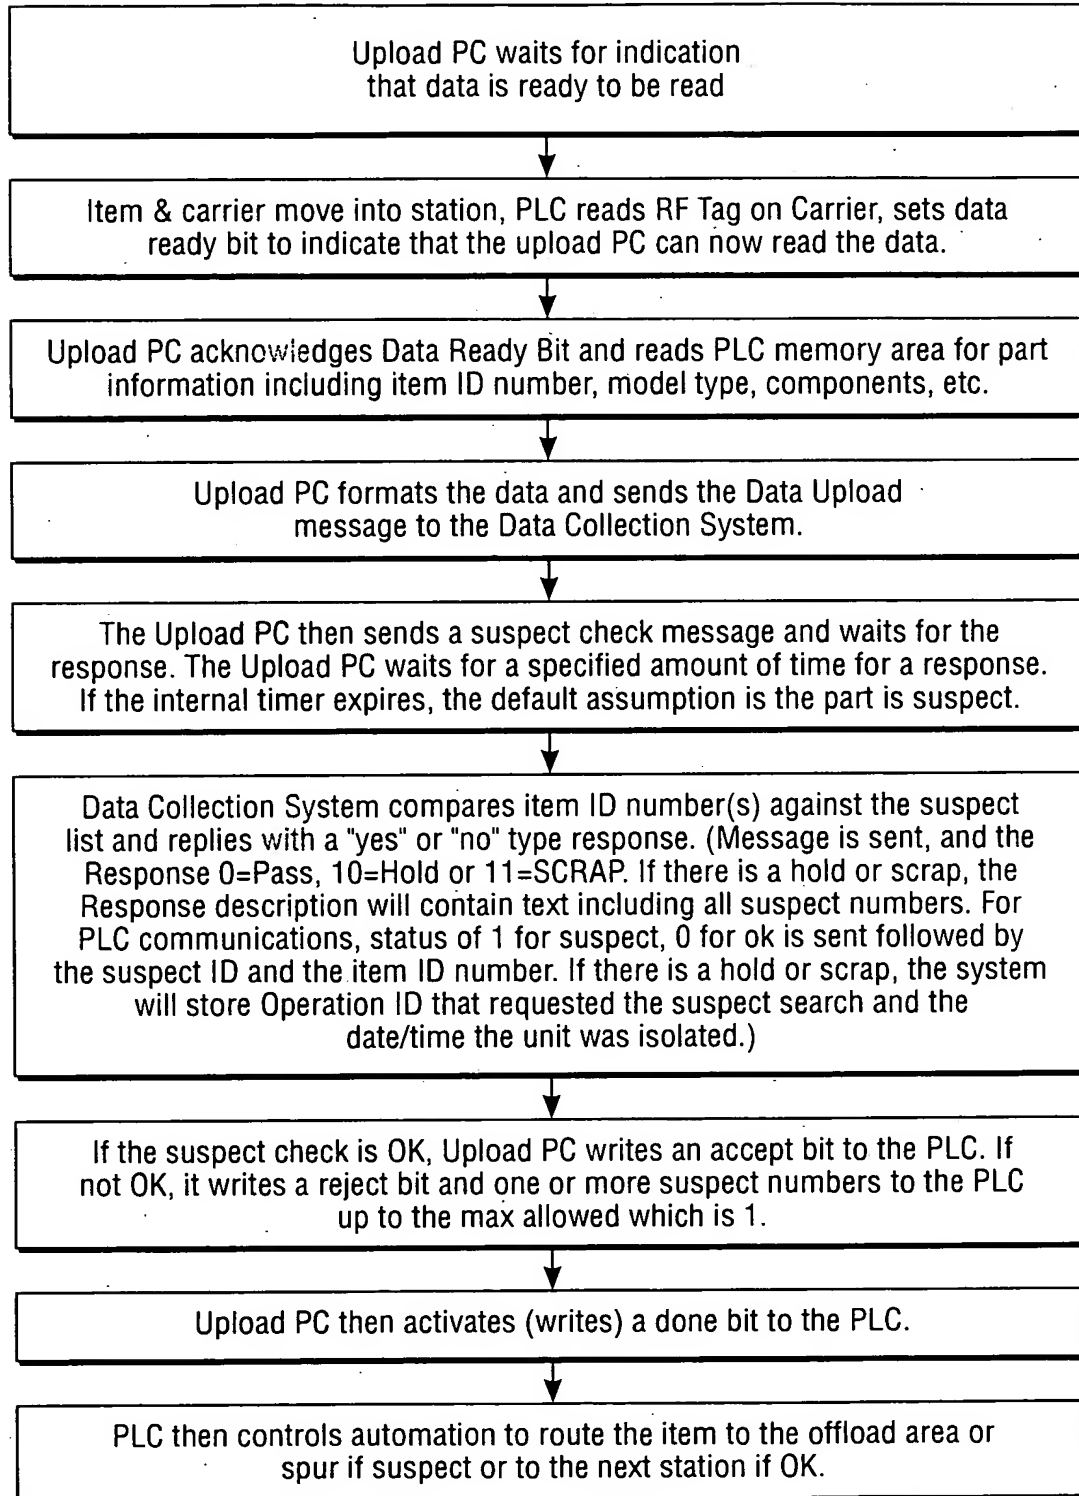 Upload PC waits for indication
that data is ready to be read
Item & carrier move into station, PLC reads RF Tag on Carrier, sets data
ready bit to indicate that the upload PC can now read the data.
Upload PC acknowledges Data Ready Bit and reads PLC memory area for part
information including item ID number, model type, components, etc.
Upload PC formats the data and sends the Data Upload
message to the Data Collection System.
The Upload PC then sends a suspect check message and waits for the
response. The Upload PC waits for a specified amount of time for a response.
If the internal timer expires, the default assumption is the part is suspect.
Data Collection System compares item ID number(s) against the suspect
list and replies with a "yes" or "no" type response. (Message is sent, and the
Response 0=Pass, 10=Hold or 11=SCRAP. If there is a hold or scrap, the
Response description will contain text including all suspect numbers. For
PLC communications, status of 1 for suspect, 0 for ok is sent followed by
the suspect ID and the item ID number. If there is a hold or scrap, the system
will store Operation ID that requested the suspect search and the
date/time the unit was isolated.)
If the suspect check is OK, Upload PC writes an accept bit to the PLC. If
not OK, it writes a reject bit and one or more suspect numbers to the PLC
up to the max allowed which is 1.
Upload PC then activates (writes) a done bit to the PLC.
PLC then controls automation to route the item to the offload area or
spur if suspect or to the next station if OK.